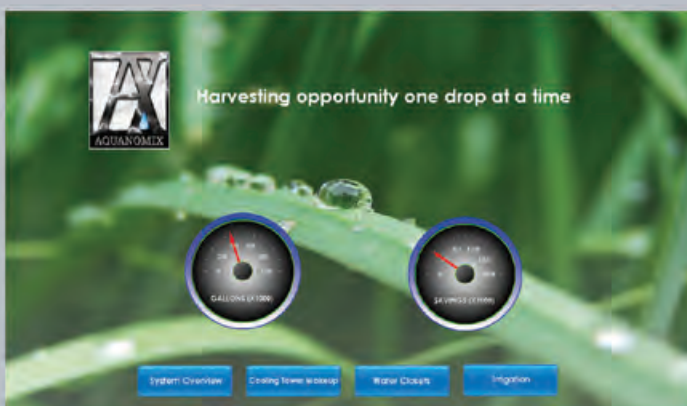 Harvesting opportunity one drop at a time
AQUANOMIX
GALLONS (X1000)
SAVINGS (X1000)
System Overview
Cooling Tower Makeup
Water Closets
Irrigation